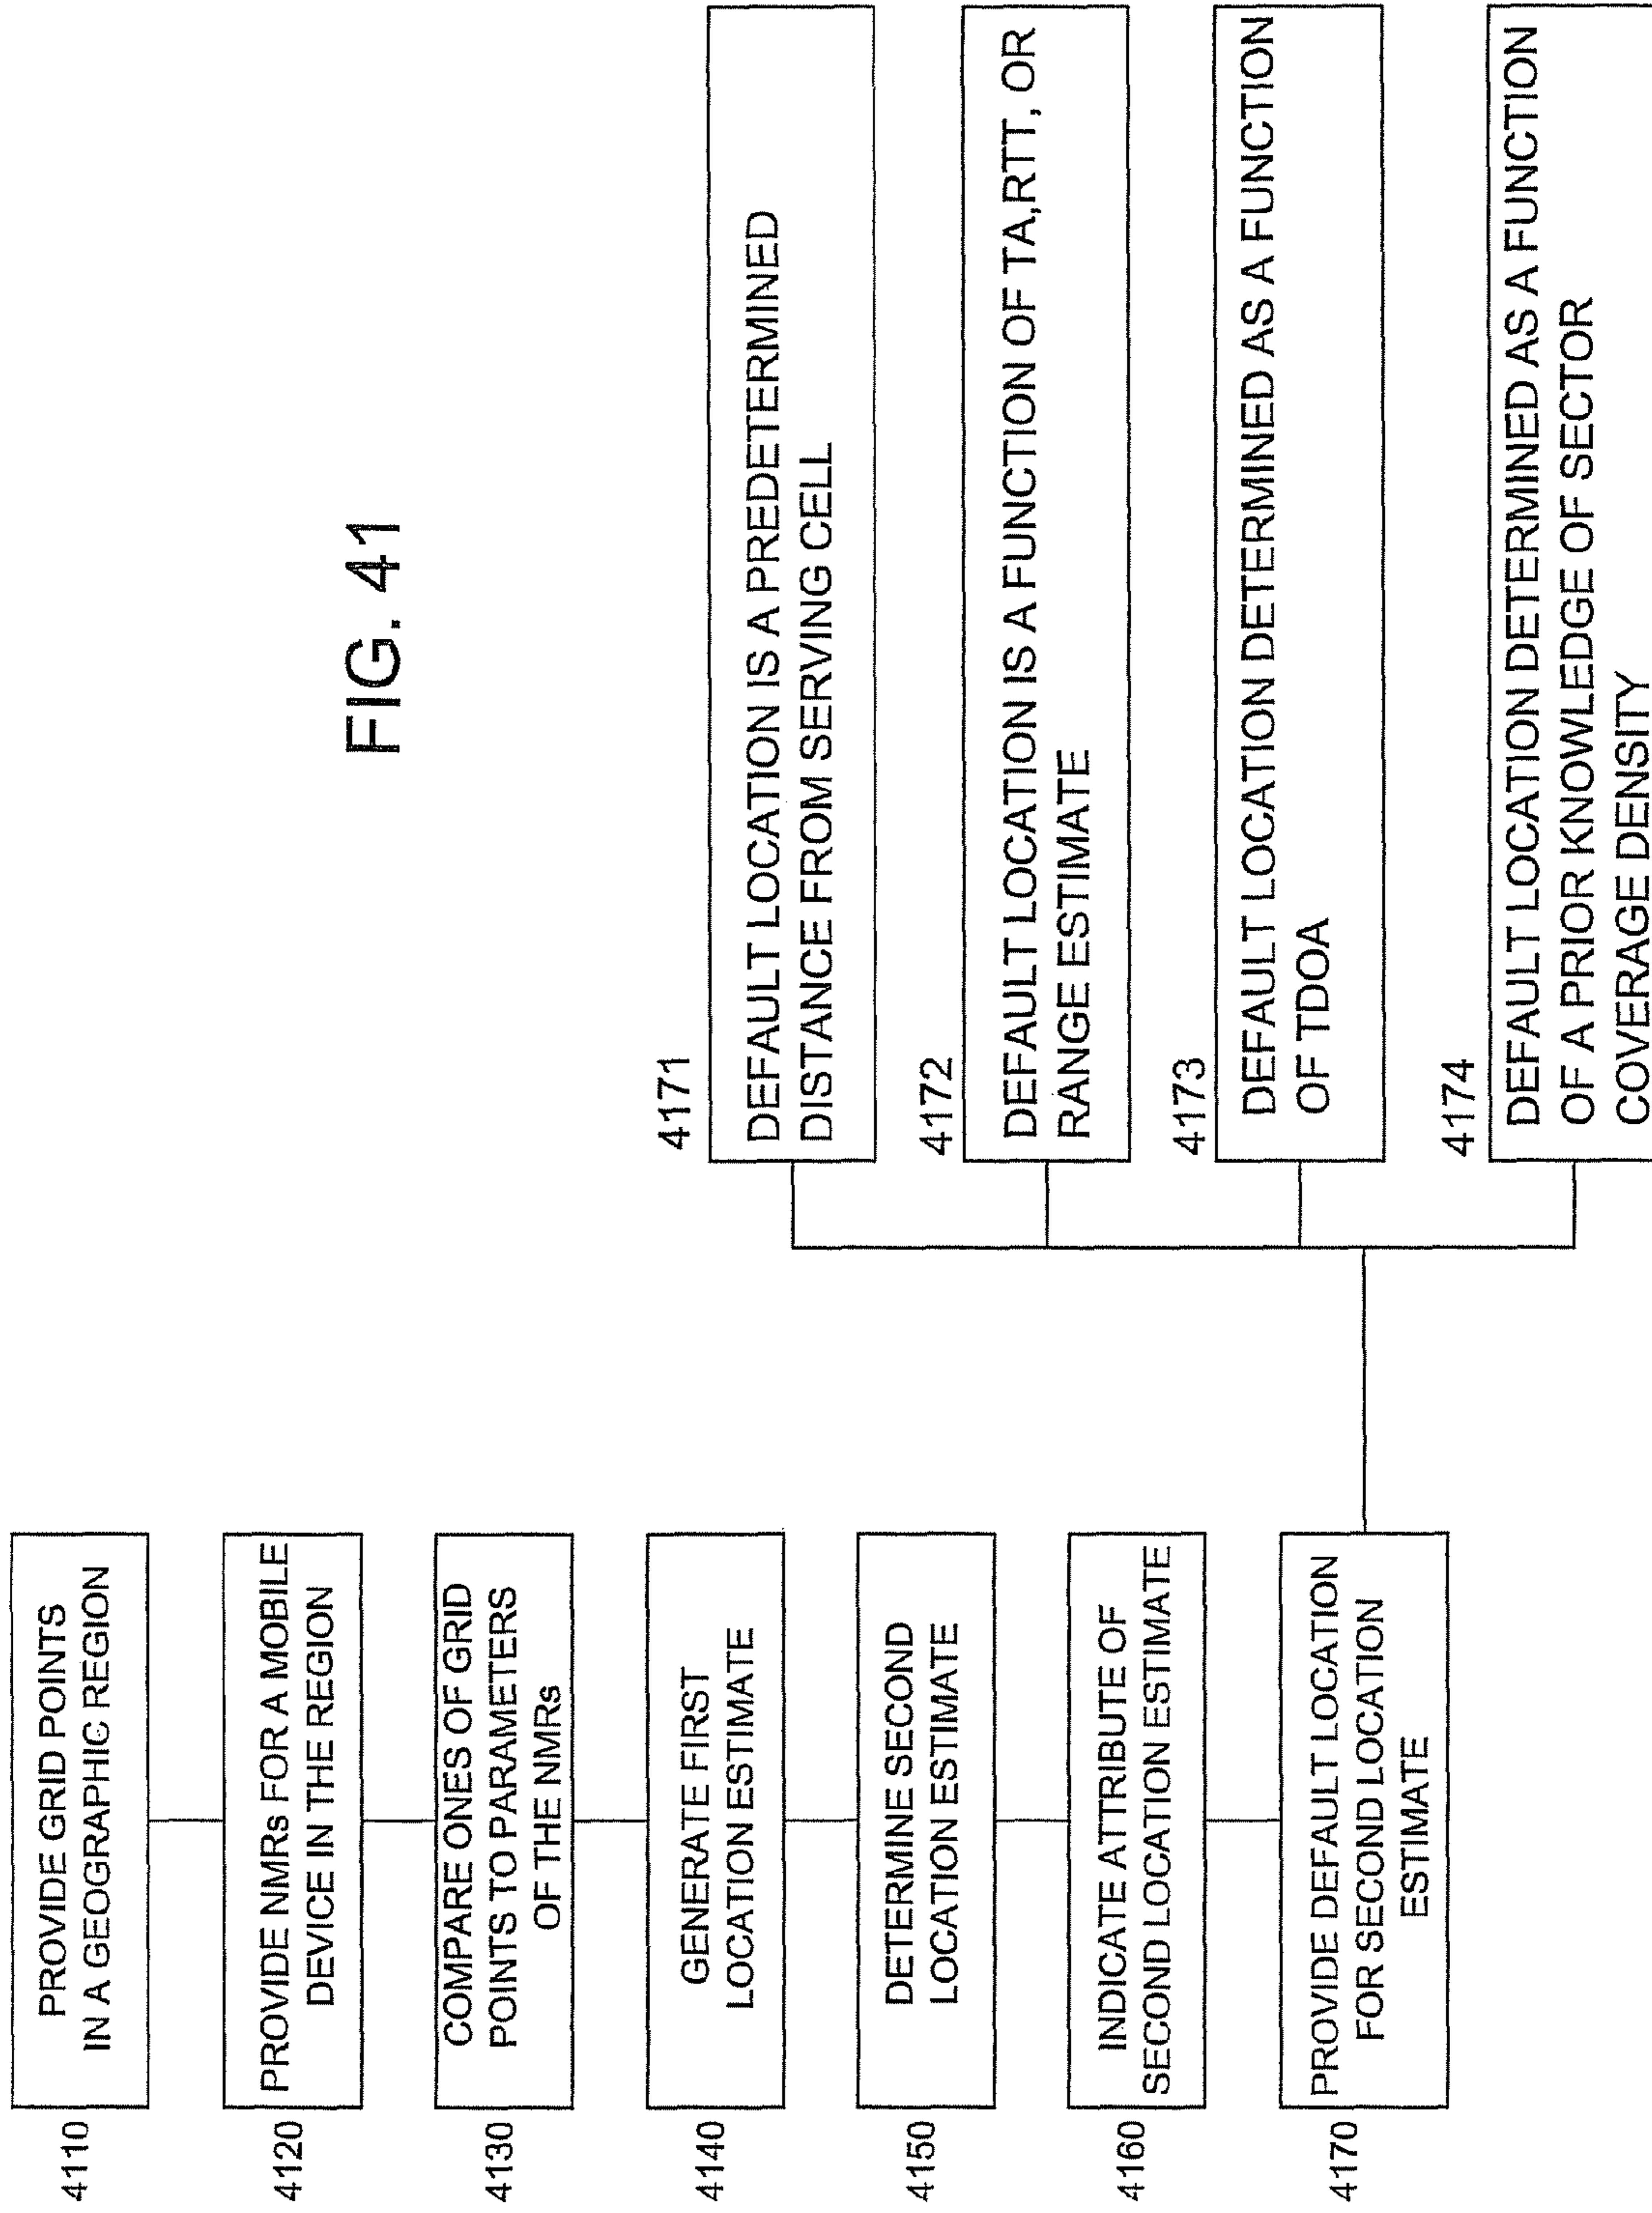 FIG. 41
4110
PROVIDE GRID POINTS
IN A GEOGRAPHIC REGION
4120
PROVIDE NMRs FOR A MOBILE
DEVICE IN THE REGION
4130
COMPARE ONES OF GRID
POINTS TO PARAMETERS
OF THE NMRs
4140
GENERATE FIRST
LOCATION ESTIMATE
4150
DETERMINE SECOND
LOCATION ESTIMATE
4160
INDICATE ATTRIBUTE OF
SECOND LOCATION ESTIMATE
4170
PROVIDE DEFAULT LOCATION
FOR SECOND LOCATION
ESTIMATE
4171
DEFAULT LOCATION IS A PREDETERMINED
DISTANCE FROM SERVING CELL
4172
DEFAULT LOCATION IS A FUNCTION OF TA,RTT, OR
RANGE ESTIMATE
4173
DEFAULT LOCATION DETERMINED AS A FUNCTION
OF TDOA
4174
DEFAULT LOCATION DETERMINED AS A FUNCTION
OF A PRIOR KNOWLEDGE OF SECTOR
COVERAGE DENSITY